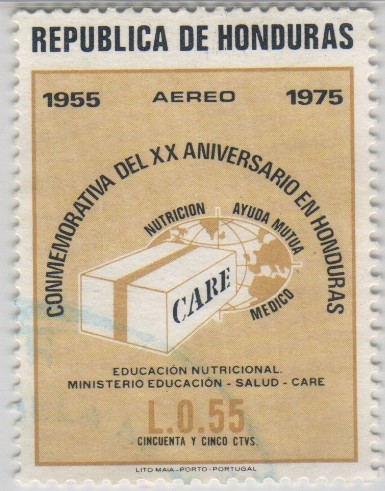 REPUBLICA DE HONDURAS
1955 AEREO 1975
CONMEMORATIVA DEL XX ANIVERSARIO EN HONDURAS
NUTRICION AYUDA MUTUA
MEDICO
CARE
EDUCACIÓN NUTRICIONAL.
MINISTERIO EDUCACIÓN - SALUD - CARE
L.0.55
CINCUENTA Y CINCO CTVS.
LITO MAIA-PORTO-PORTUGAL